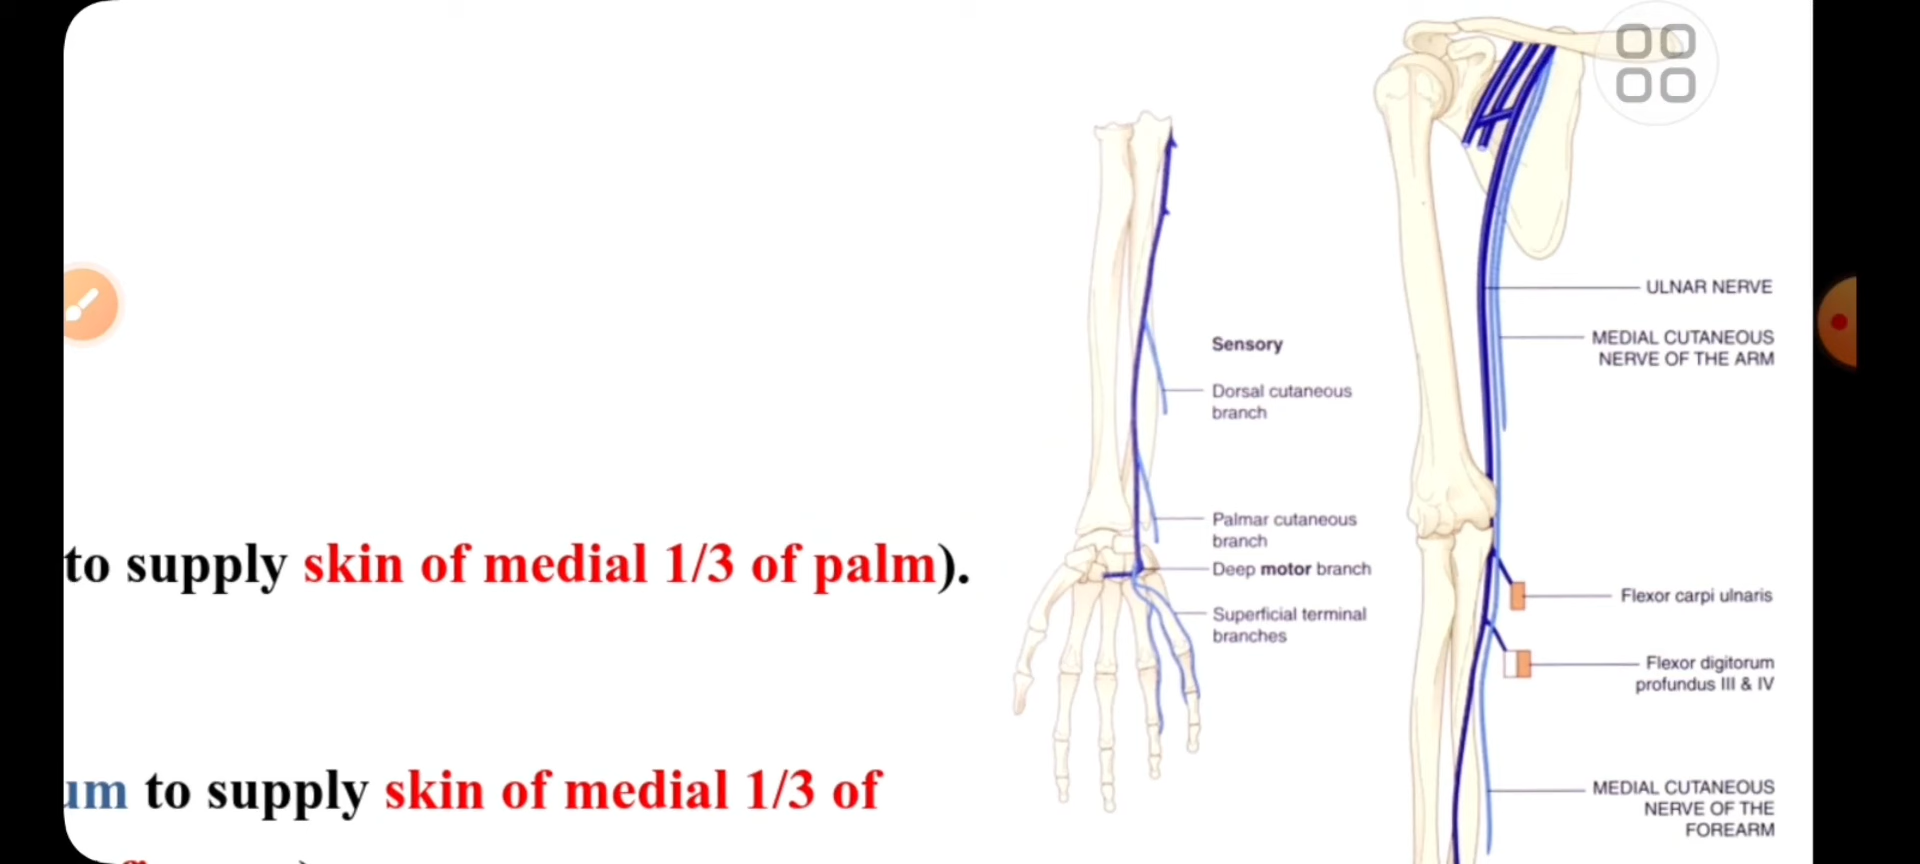 to supply skin of medial 1/3 of palm).
to supply skin of medial 1/3 of
Sensory
Dorsal cutaneous
branch
Palmar cutaneous
branch
Deep motor branch
Superficial terminal
branches
ULNAR NERVE
MEDIAL CUTANEOUS
NERVE OF THE ARM
Flexor carpi ulnaris
Flexor digitorum
profundus III & IV
MEDIAL CUTANEOUS
NERVE OF THE
FOREARM